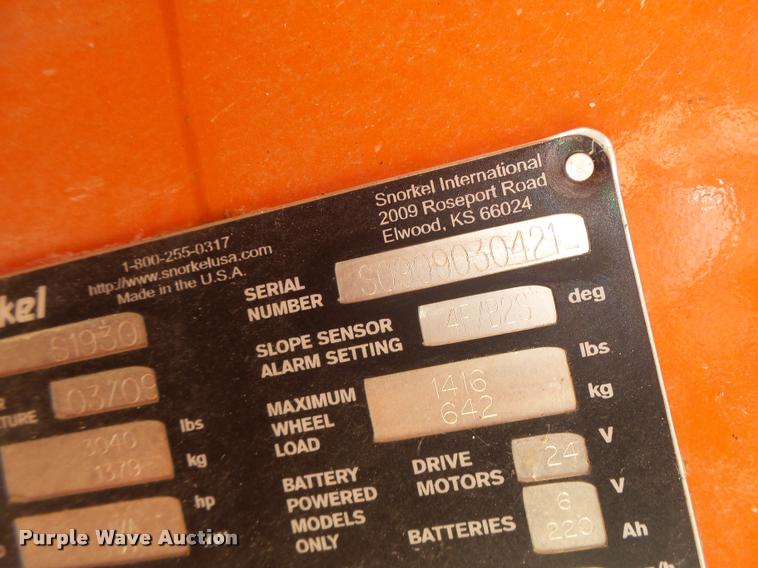 Snorkel International
2009 Roseport Road
Elwood, KS 66024
1-800-255-0317
http://www.snorkelusa.com
Made in the U.S.A.
kel
SERIAL NUMBER
deg
S1930
SLOPE SENSOR ALARM SETTING
lbs
03/09
TURE
MAXIMUM WHEEL LOAD
1416
642
kg
lbs
3040
kg
1379
DRIVE MOTORS
24
V
BATTERY POWERED MODELS ONLY
hp
BATTERIES
6
V
220
Ah
Purple Wave Auction